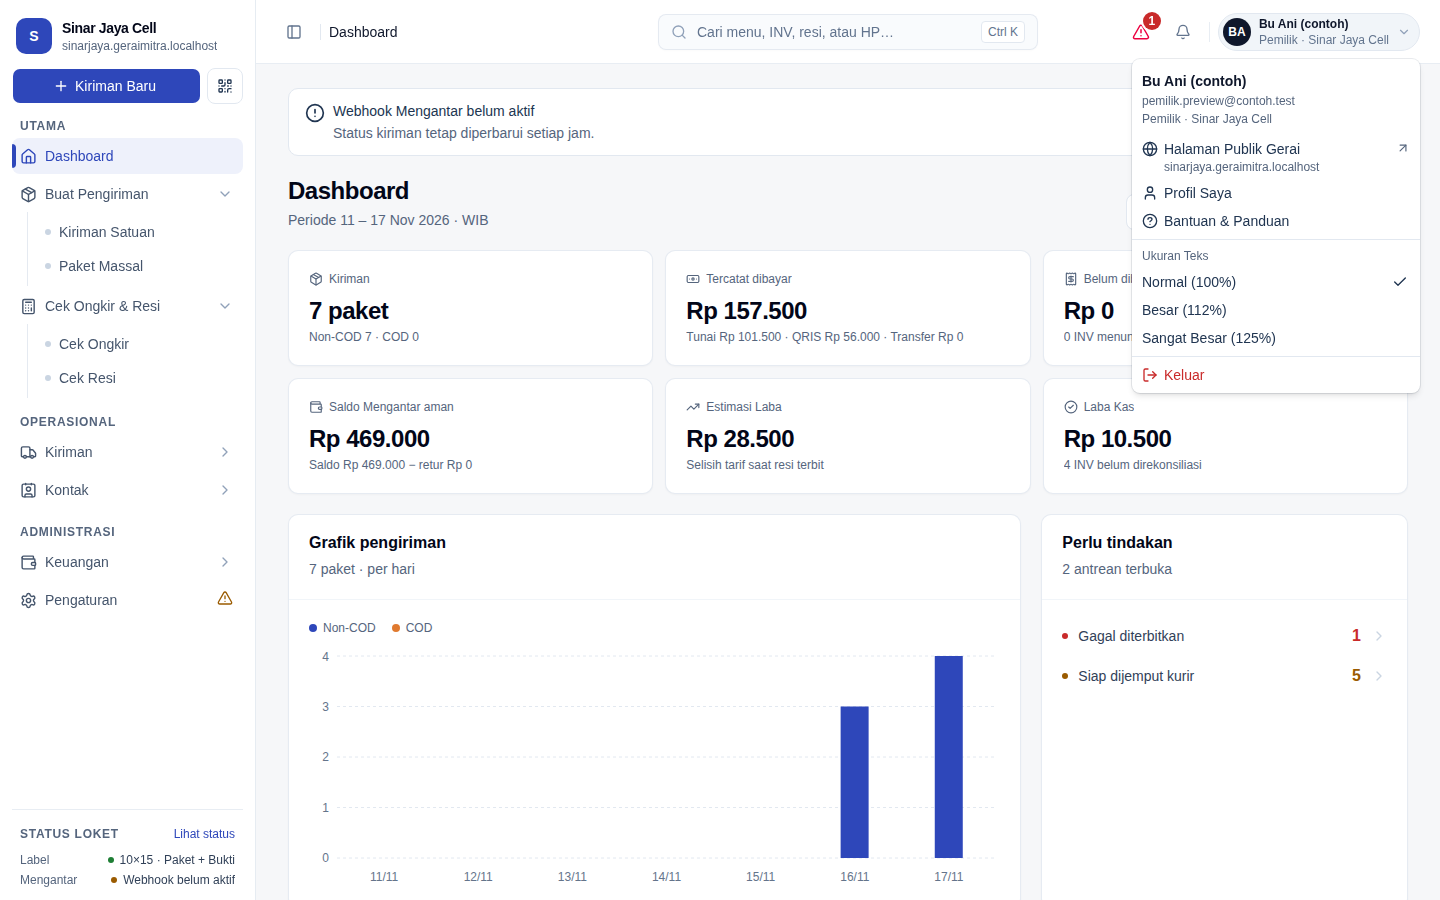 S
Sinar Jaya Cell
sinarjaya.geraimitra.localhost
Kiriman Baru
UTAMA
Dashboard
Buat Pengiriman
Kiriman Satuan
Paket Massal
Cek Ongkir & Resi
Cek Ongkir
Cek Resi
OPERASIONAL
Kiriman
Kontak
ADMINISTRASI
Keuangan
Pengaturan
STATUS LOKET Lihat status
Label 10×15 · Paket + Bukti
Mengantar Webhook belum aktif
Dashboard
Cari menu, INV, resi, atau HP… Ctrl K
1
BA
Bu Ani (contoh)
Pemilik · Sinar Jaya Cell
Bu Ani (contoh)
pemilik.preview@contoh.test
Pemilik · Sinar Jaya Cell
Halaman Publik Gerai
sinarjaya.geraimitra.localhost
Profil Saya
Bantuan & Panduan
Ukuran Teks
Normal (100%)
Besar (112%)
Sangat Besar (125%)
Keluar
Webhook Mengantar belum aktif
Status kiriman tetap diperbarui setiap jam.
Dashboard
Periode 11 – 17 Nov 2026 · WIB
Kiriman
7 paket
Non-COD 7 · COD 0
Tercatat dibayar
Rp 157.500
Tunai Rp 101.500 · QRIS Rp 56.000 · Transfer Rp 0
Belum
Rp 0
0 INV
Saldo Mengantar aman
Rp 469.000
Saldo Rp 469.000 − retur Rp 0
Estimasi Laba
Rp 28.500
Selisih tarif saat resi terbit
Laba Kas
Rp 10.500
4 INV belum direkonsiliasi
Grafik pengiriman
7 paket · per hari
Non-COD COD
4
3
2
1
0
11/11 12/11 13/11 14/11 15/11 16/11 17/11
Perlu tindakan
2 antrean terbuka
Gagal diterbitkan 1
Siap dijemput kurir 5